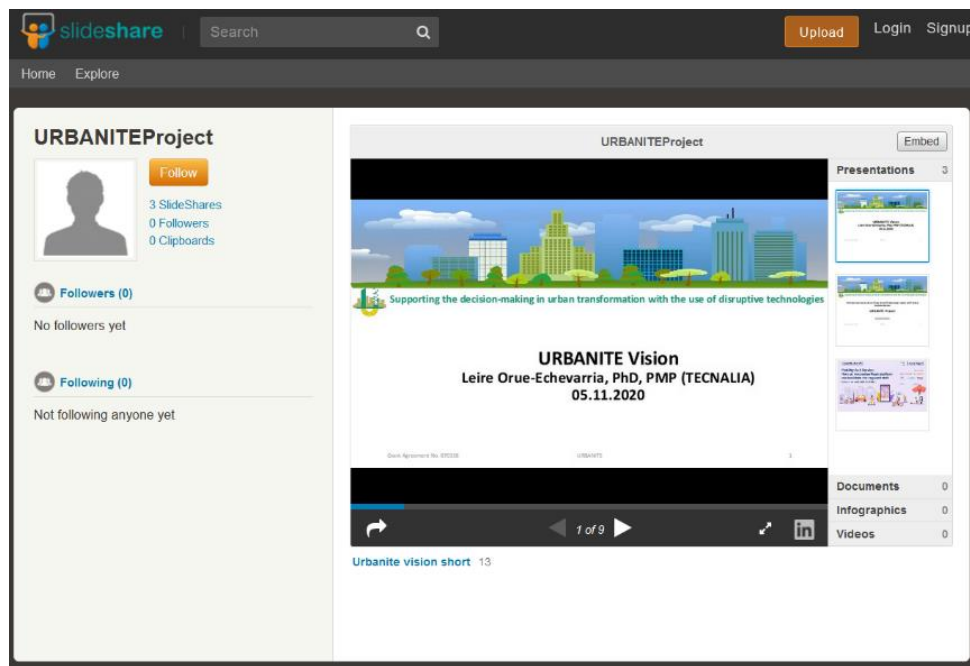 slideshare
Search
Upload
Login
Signup
Home
Explore
URBANITEProject
Follow
3 SlideShares
0 Followers
0 Clipboards
Followers (0)
No followers yet
Following (0)
Not following anyone yet
URBANITEProject
Embed
Supporting the decision-making in urban transformation with the use of disruptive technologies
URBANITE Vision
Leire Orue-Echevarria, PhD, PMP (TECNALIA)
05.11.2020
URBANITE
1 of 9
in
Urbanite vision short 13
Presentations 3
Documents 0
Infographics 0
Videos 0